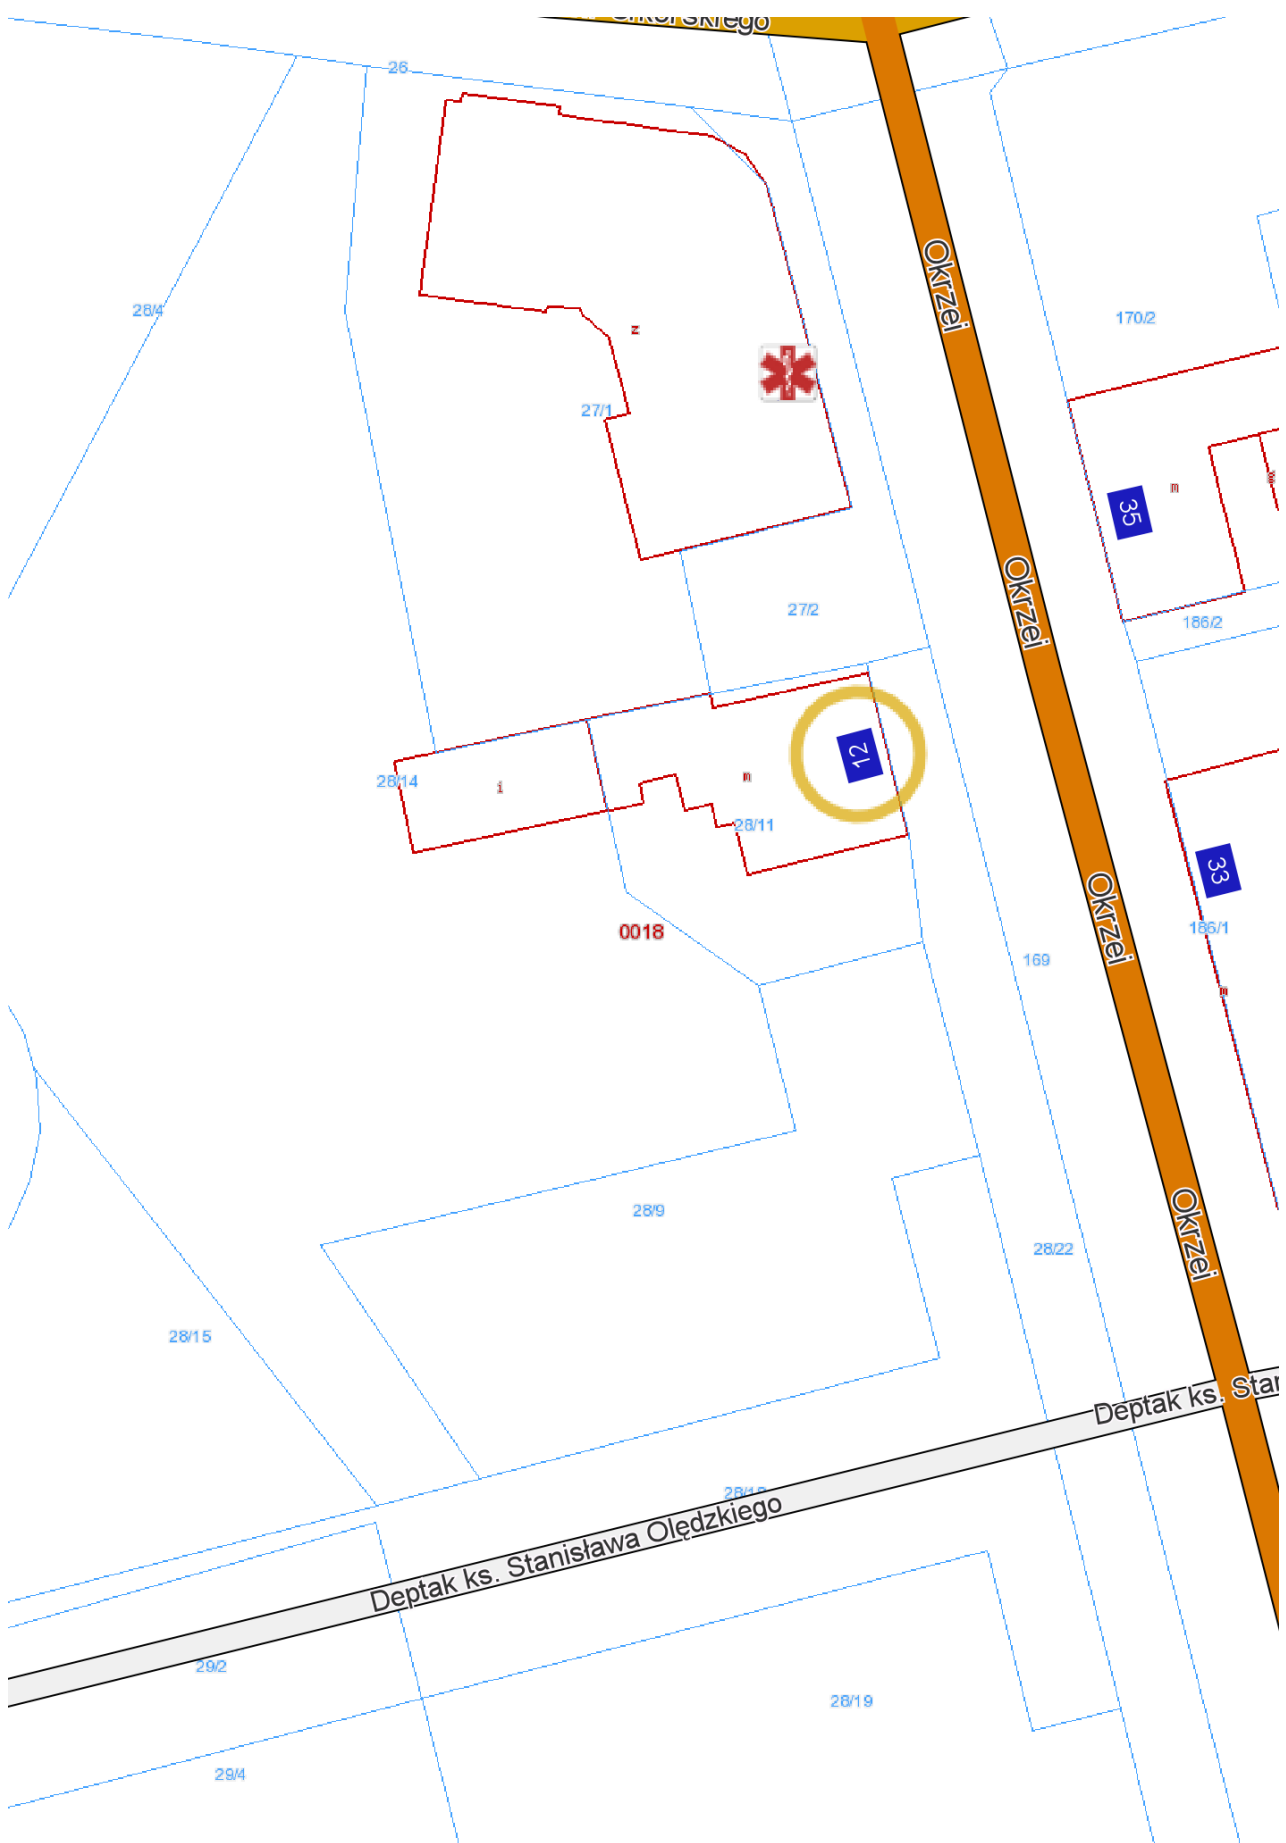 26
Okrzei
28/4
170/2
z
27/1
m
35
Okrzei
27/2
186/2
12
28/14
i
m
28/11
33
Okrzei
0018
186/1
169
m
28/9
Okrzei
28/22
28/15
Deptak ks. Star
Deptak ks. Stanisława Olędzkiego
29/2
28/19
29/4